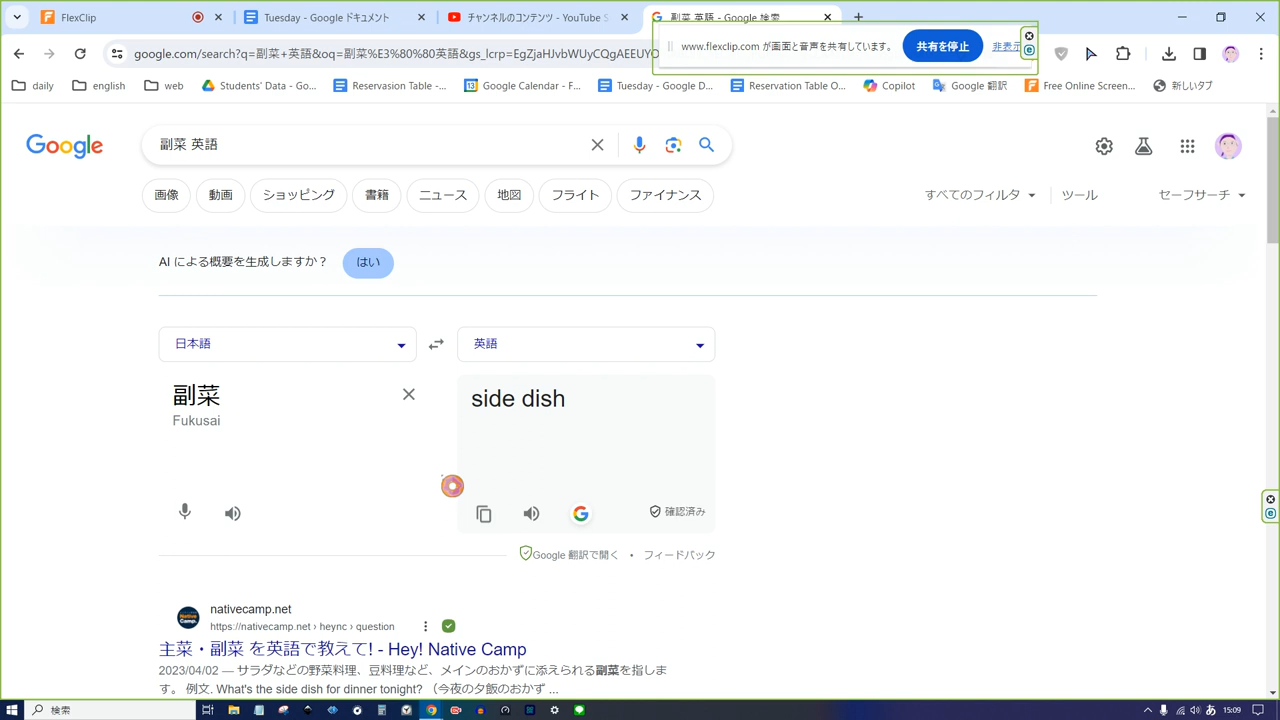 FlexClip
Tuesday - Google ドキュメント
チャンネルのコンテンツ - YouTube S
副菜 英語 - Google 検索
google.com/search?q=副菜+英語&oq=副菜%E3%80%80英語&gs_lcrp=EgZjaHJvbWUyCQgAEEUYO
www.flexclip.com が画面と音声を共有しています。
共有を停止
非表示
daily
english
web
Students' Data - Go...
Reservasion Table -...
Google Calendar - F...
Tuesday - Google D...
Reservation Table O...
Copilot
Google 翻訳
Free Online Screen...
新しいタブ
Google
副菜 英語
画像
動画
ショッピング
書籍
ニュース
地図
フライト
ファイナンス
すべてのフィルタ
ツール
セーフサーチ
AI による概要を生成しますか？
はい
日本語
英語
副菜
Fukusai
side dish
確認済み
Google 翻訳で開く • フィードバック
nativecamp.net
https://nativecamp.net › heync › question
主菜・副菜 を英語で教えて! - Hey! Native Camp
2023/04/02 — サラダなどの野菜料理、豆料理など、メインのおかずに添えられる副菜を指しま
す。 例文. What's the side dish for dinner tonight? （今夜の夕飯のおかず ...
検索
あ
15:09